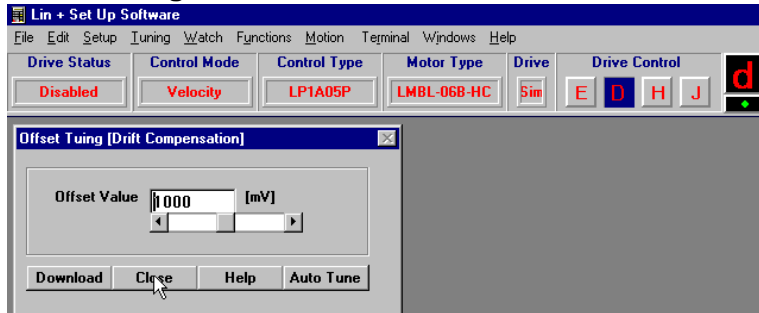 Lin + Set Up Software
File Edit Setup Tuning Watch Functions Motion Terminal Windows Help
Drive Status Control Mode Control Type Motor Type Drive Drive Control
Disabled Velocity LP1A05P LMBL-06B-HC Sim E D H J d
Offset Tuing [Drift Compensation]
Offset Value 1000 [mV]
Download Close Help Auto Tune